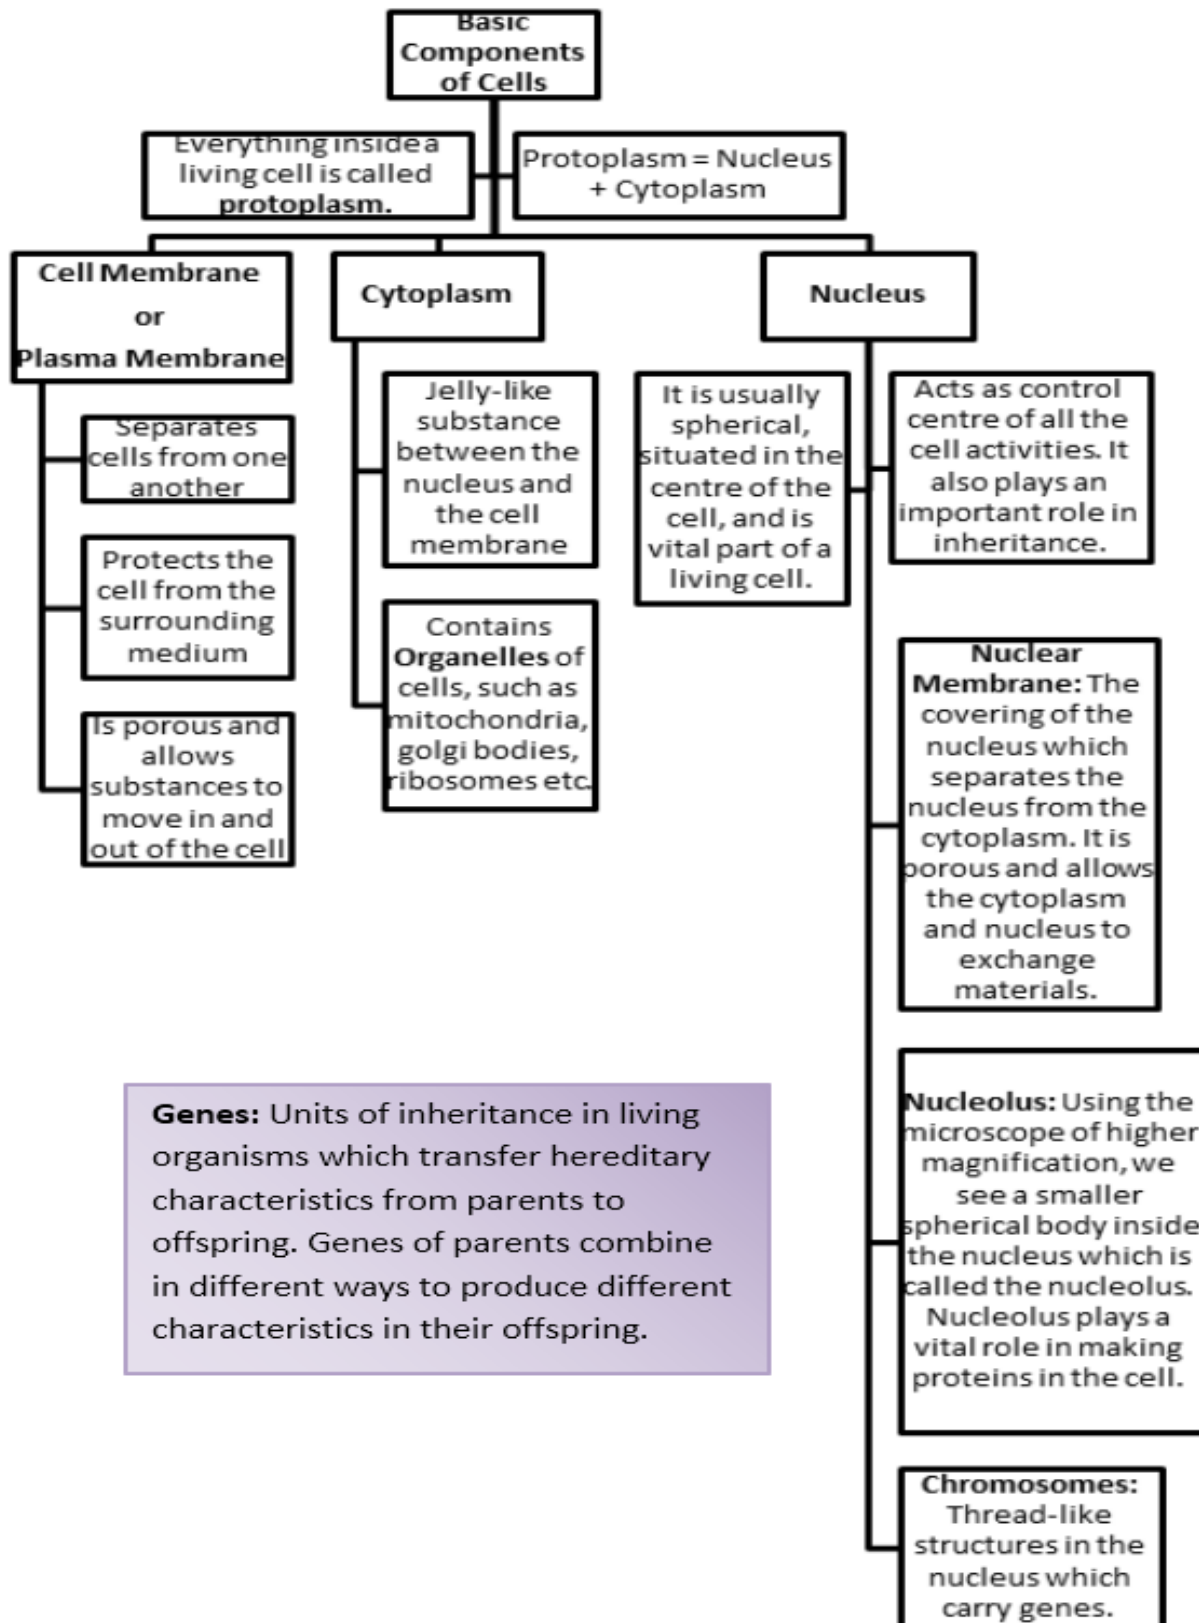 Basic
Components
of Cells
Everything inside a
living cell is called
protoplasm.
Protoplasm = Nucleus
+ Cytoplasm
Cell Membrane
or
Plasma Membrane
Separates
cells from one
another
Protects the
cell from the
surrounding
medium
Is porous and
allows
substances to
move in and
out of the cell
Cytoplasm
Jelly-like
substance
between the
nucleus and
the cell
membrane
Contains
Organelles of
cells, such as
mitochondria,
golgi bodies,
ribosomes etc.
Nucleus
It is usually
spherical,
situated in the
centre of the
cell, and is
vital part of a
living cell.
Acts as control
centre of all the
cell activities. It
also plays an
important role in
inheritance.
Nuclear
Membrane: The
covering of the
nucleus which
separates the
nucleus from the
cytoplasm. It is
porous and allows
the cytoplasm
and nucleus to
exchange
materials.
Nucleolus: Using the
microscope of higher
magnification, we
see a smaller
spherical body inside
the nucleus which is
called the nucleolus.
Nucleolus plays a
vital role in making
proteins in the cell.
Chromosomes:
Thread-like
structures in the
nucleus which
carry genes.
Genes: Units of inheritance in living
organisms which transfer hereditary
characteristics from parents to
offspring. Genes of parents combine
in different ways to produce different
characteristics in their offspring.